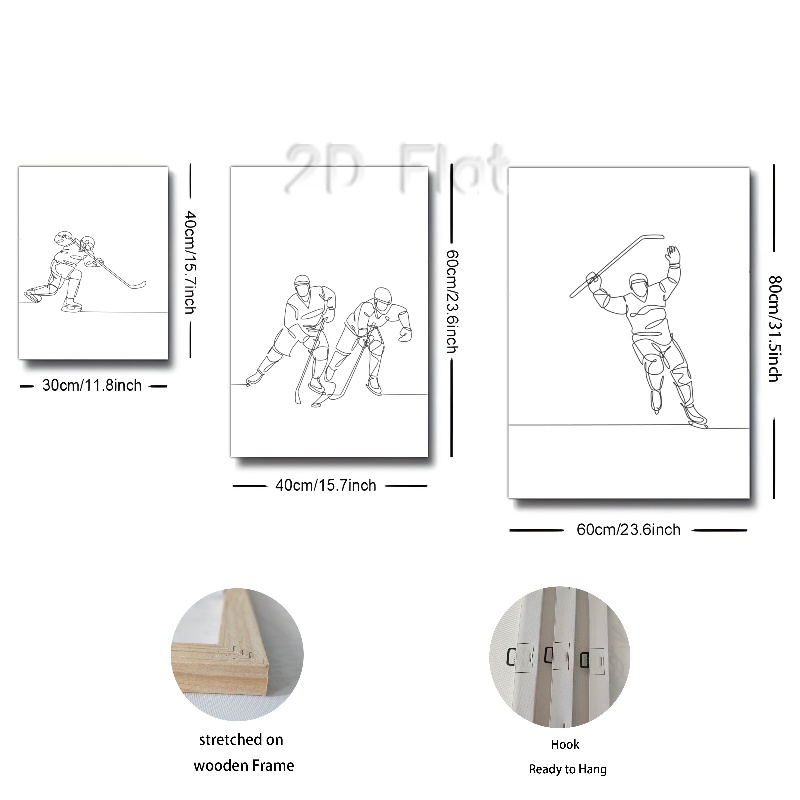 2D Flat
40cm/15.7inch
30cm/11.8inch
60cm/23.6inch
40cm/15.7inch
80cm/31.5inch
60cm/23.6inch
stretched on
wooden Frame
Hook
Ready to Hang